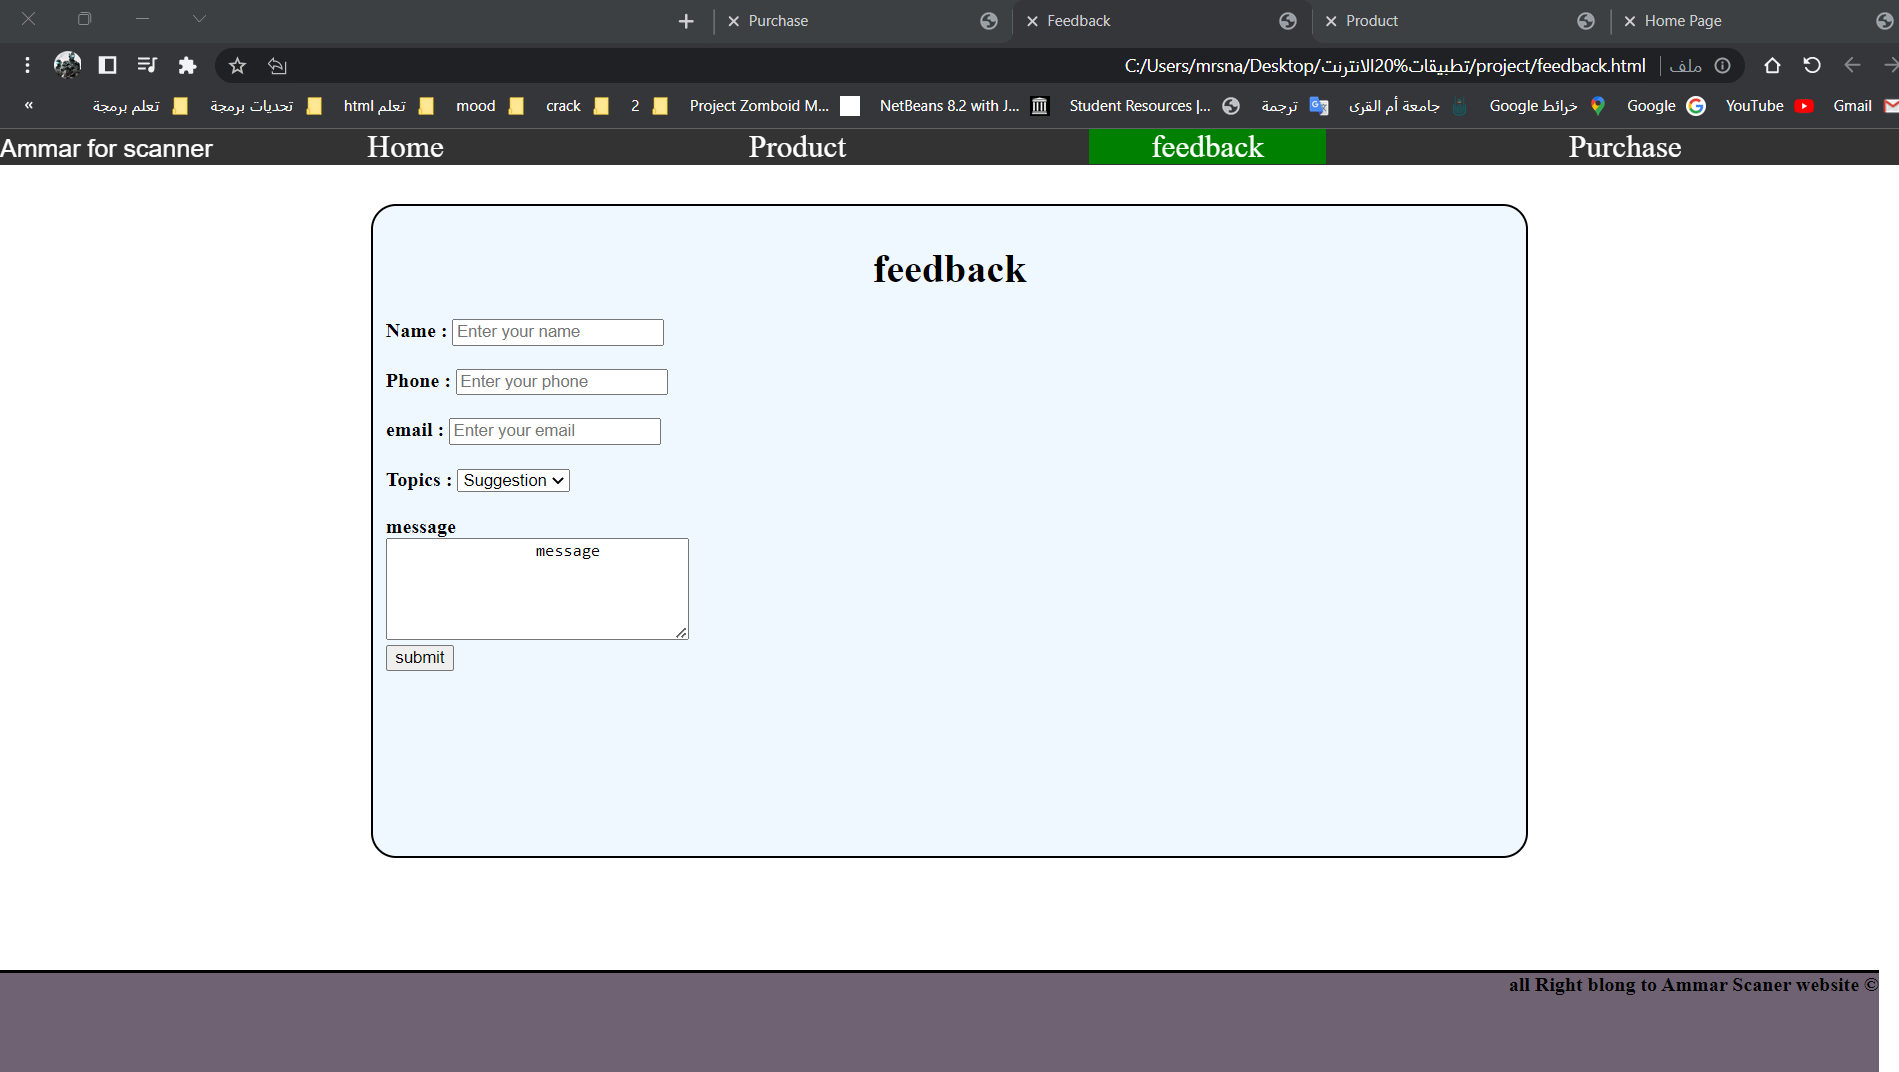 Purchase
Feedback
Product
Home Page
C:/Users/mrsna/Desktop/تطبيقات%20الانترنت/project/feedback.html
ملف
«
تعلم برمجة
تحديات برمجة
تعلم html
mood
crack
2
Project Zomboid M...
NetBeans 8.2 with J...
Student Resources |...
ترجمة
جامعة أم القرى
خرائط Google
Google
YouTube
Gmail
Ammar for scanner
Home
Product
feedback
Purchase
feedback
Name : Enter your name
Phone : Enter your phone
email : Enter your email
Topics : Suggestion
message
message
submit
all Right blong to Ammar Scaner website ©